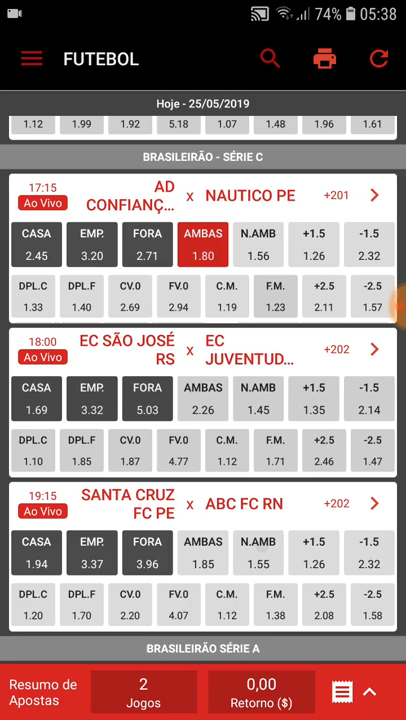 74% 05:38
FUTEBOL
Hoje - 25/05/2019
1.12 1.99 1.92 5.18 1.07 1.48 1.96 1.61
BRASILEIRÃO - SÉRIE C
17:15 AD CONFIANÇ... x NAUTICO PE +201
Ao Vivo
CASA EMP. FORA AMBAS N.AMB +1.5 -1.5
2.45 3.20 2.71 1.80 1.56 1.26 2.32
DPL.C DPL.F CV.0 FV.0 C.M. F.M. +2.5 -2.5
1.33 1.40 2.69 2.94 1.19 1.23 2.11 1.57
18:00 EC SÃO JOSÉ RS x EC JUVENTUD... +202
Ao Vivo
CASA EMP. FORA AMBAS N.AMB +1.5 -1.5
1.69 3.32 5.03 2.26 1.45 1.35 2.14
DPL.C DPL.F CV.0 FV.0 C.M. F.M. +2.5 -2.5
1.10 1.85 1.87 4.77 1.12 1.71 2.46 1.47
19:15 SANTA CRUZ FC PE x ABC FC RN +202
Ao Vivo
CASA EMP. FORA AMBAS N.AMB +1.5 -1.5
1.94 3.37 3.96 1.85 1.55 1.26 2.32
DPL.C DPL.F CV.0 FV.0 C.M. F.M. +2.5 -2.5
1.20 1.70 2.20 4.07 1.12 1.38 2.08 1.58
BRASILEIRÃO SÉRIE A
Resumo de Apostas
2
Jogos
0,00
Retorno ($)